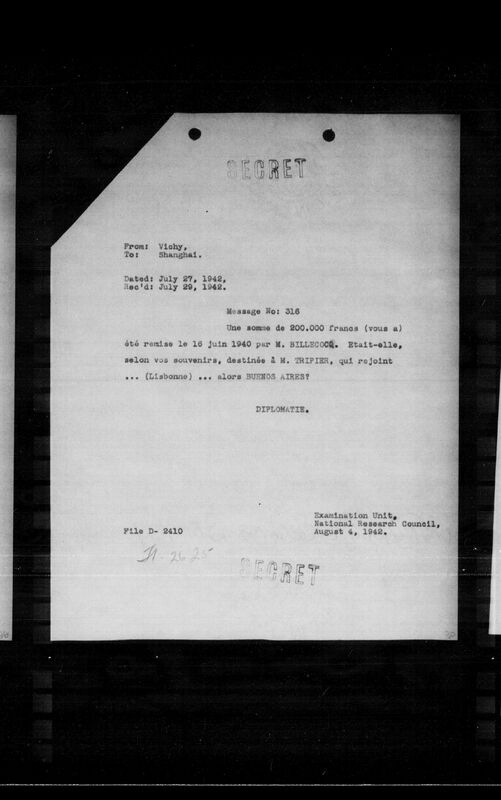 SECRET
From: Vichy,
To: Shanghai.
Dated: July 27, 1942.
Rec'd: July 29, 1942.
Message No: 316
Une somme de 200.000 francs (vous a)
été remise le 16 juin 1940 par M. BILLECOCQ. Etait-elle,
selon vos souvenirs, destinée à M. TRIPIER, qui rejoint
... (Lisbonne) ... alors BUENOS AIRES?
DIPLOMATIE.
Examination Unit,
National Research Council,
File D- 2410 August 4, 1942.
SECRET
30